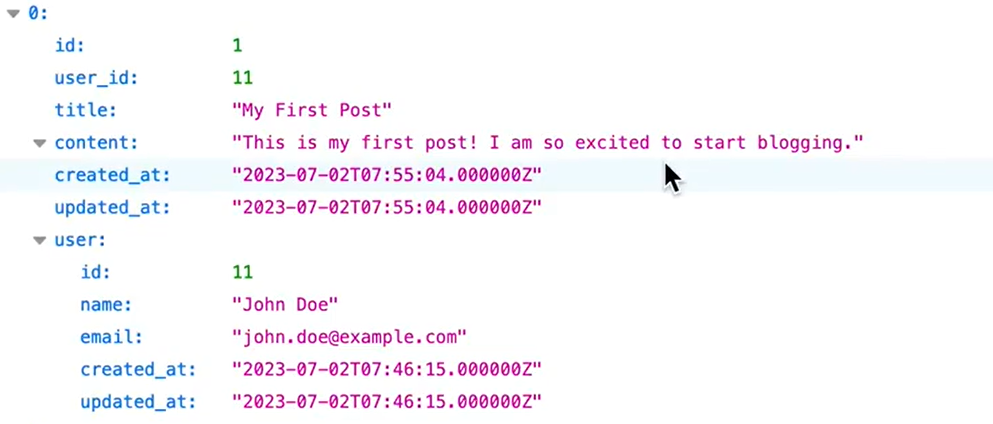 0:
id: 1
user_id: 11
title: "My First Post"
content: "This is my first post! I am so excited to start blogging."
created_at: "2023-07-02T07:55:04.000000Z"
updated_at: "2023-07-02T07:55:04.000000Z"
user:
id: 11
name: "John Doe"
email: "john.doe@example.com"
created_at: "2023-07-02T07:46:15.000000Z"
updated_at: "2023-07-02T07:46:15.000000Z"